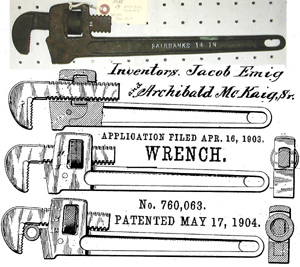 FAIRBANKS 14 IN
Inventors. Jacob Emig
and Archibald McKaig, Sr.
APPLICATION FILED APR. 16, 1903.
WRENCH.
No. 760,063.
PATENTED MAY 17, 1904.